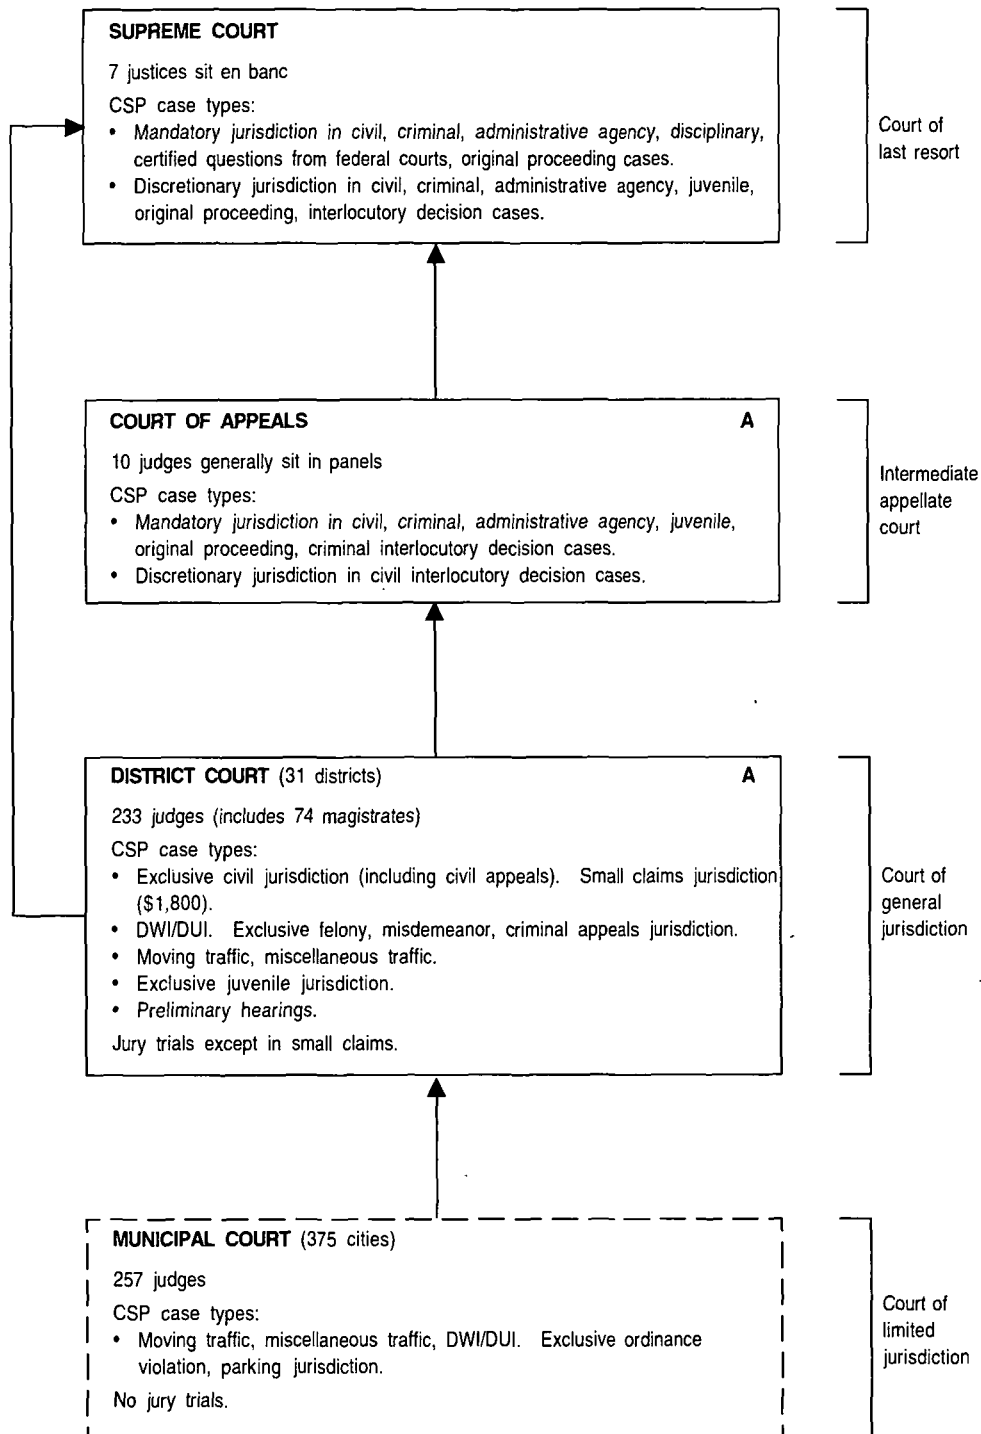 SUPREME COURT
7 justices sit en banc
CSP case types:
• Mandatory jurisdiction in civil, criminal, administrative agency, disciplinary,
certified questions from federal courts, original proceeding cases.
• Discretionary jurisdiction in civil, criminal, administrative agency, juvenile,
original proceeding, interlocutory decision cases.
Court of
last resort
COURT OF APPEALS A
10 judges generally sit in panels
CSP case types:
• Mandatory jurisdiction in civil, criminal, administrative agency, juvenile,
original proceeding, criminal interlocutory decision cases.
• Discretionary jurisdiction in civil interlocutory decision cases.
Intermediate
appellate
court
DISTRICT COURT (31 districts) A
233 judges (includes 74 magistrates)
CSP case types:
• Exclusive civil jurisdiction (including civil appeals). Small claims jurisdiction
($1,800).
• DWI/DUI. Exclusive felony, misdemeanor, criminal appeals jurisdiction.
• Moving traffic, miscellaneous traffic.
• Exclusive juvenile jurisdiction.
• Preliminary hearings.
Jury trials except in small claims.
Court of
general
jurisdiction
MUNICIPAL COURT (375 cities)
257 judges
CSP case types:
• Moving traffic, miscellaneous traffic, DWI/DUI. Exclusive ordinance
violation, parking jurisdiction.
No jury trials.
Court of
limited
jurisdiction